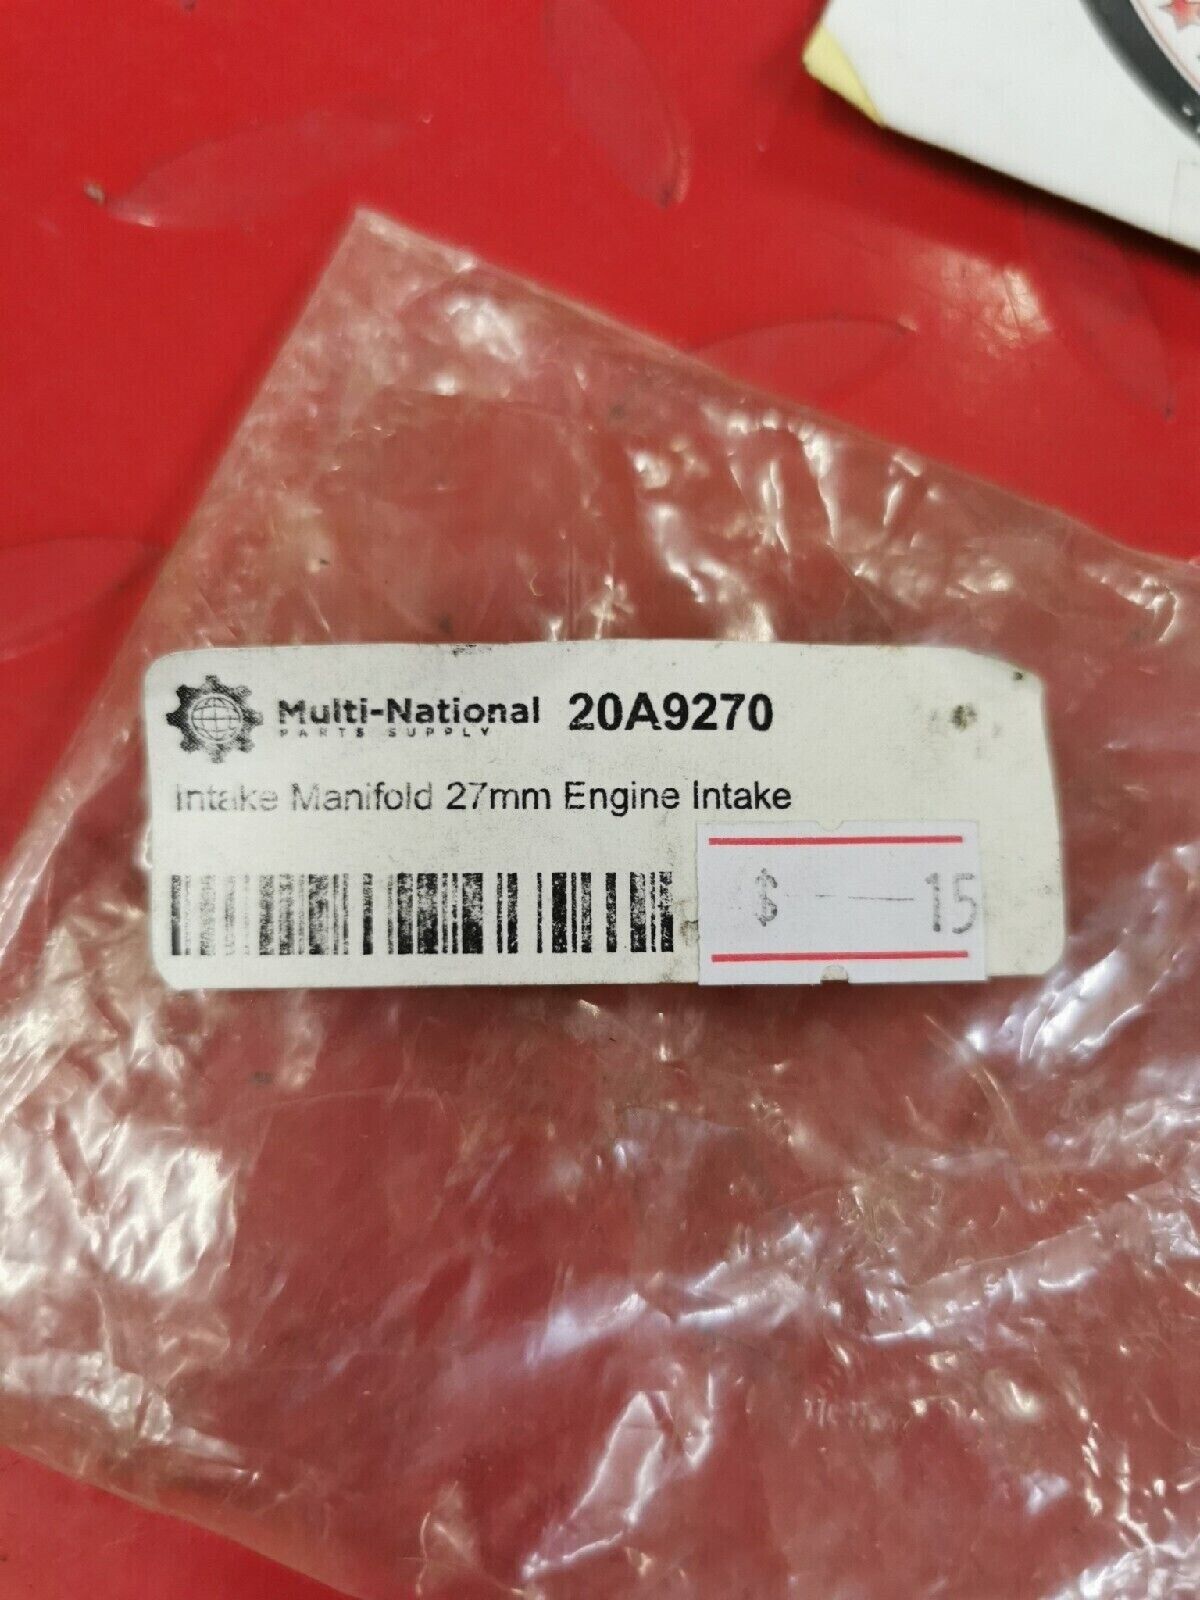 Multi-National 20A9270
PARTS SUPPLY
Intake Manifold 27mm Engine Intake
$ — 15